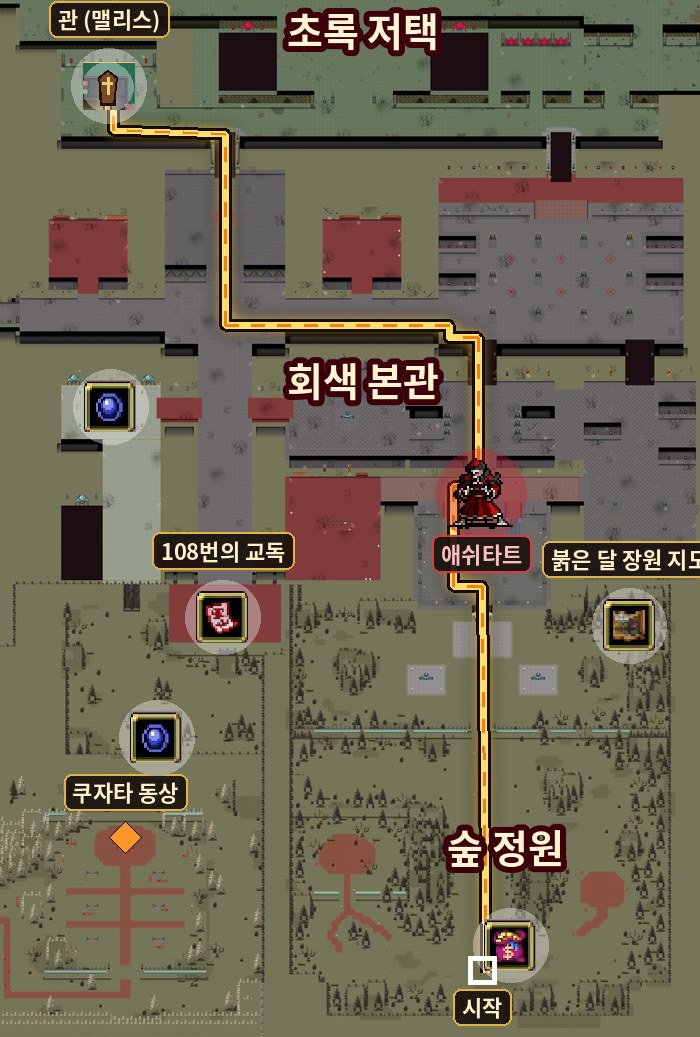 관 (맬리스)
초록 저택
회색 본관
108번의 교독
애쉬타트
붉은 달 장원 지도
쿠자타 동상
숲 정원
시작